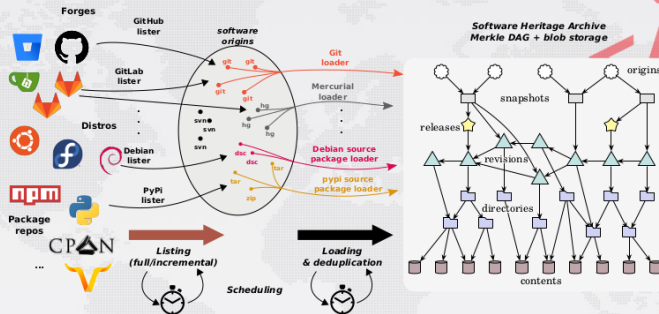 Forges
GitHub
lister
GitLab
lister
.
.
.
Distros
Debian
lister
npm
PyPi
lister
Package
repos
CPAN
...
software
origins
git
git
git
git
hg
hg
hg
svn
svn
svn
dsc
dsc
tar
tar
zip
Git
loader
Mercurial
loader
.
.
.
Debian source
package loader
pypi source
package loader
Listing
(full/incremental)
Scheduling
Loading
& deduplication
Software Heritage Archive
Merkle DAG + blob storage
origins
snapshots
releases
revisions
directories
contents